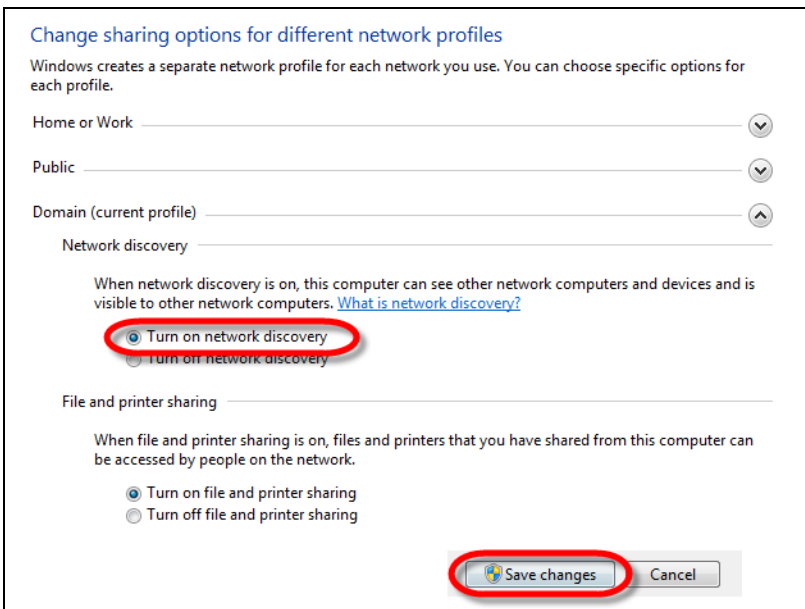 Change sharing options for different network profiles
Windows creates a separate network profile for each network you use. You can choose specific options for
each profile.
Home or Work
Public
Domain (current profile)
Network discovery
When network discovery is on, this computer can see other network computers and devices and is
visible to other network computers. What is network discovery?
Turn on network discovery
Turn off network discovery
File and printer sharing
When file and printer sharing is on, files and printers that you have shared from this computer can
be accessed by people on the network.
Turn on file and printer sharing
Turn off file and printer sharing
Save changes Cancel